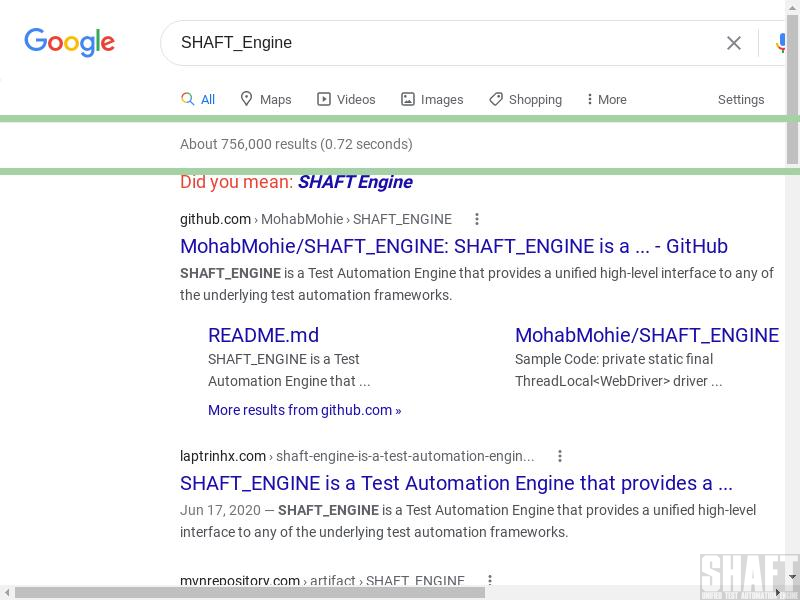 Google
SHAFT_Engine
All Maps Videos Images Shopping More Settings
About 756,000 results (0.72 seconds)
Did you mean: SHAFT Engine
github.com › MohabMohie › SHAFT_ENGINE
MohabMohie/SHAFT_ENGINE: SHAFT_ENGINE is a ... - GitHub
SHAFT_ENGINE is a Test Automation Engine that provides a unified high-level interface to any of
the underlying test automation frameworks.
README.md MohabMohie/SHAFT_ENGINE
SHAFT_ENGINE is a Test Sample Code: private static final
Automation Engine that ... ThreadLocal<WebDriver> driver ...
More results from github.com »
laptrinhx.com › shaft-engine-is-a-test-automation-engin...
SHAFT_ENGINE is a Test Automation Engine that provides a ...
Jun 17, 2020 — SHAFT_ENGINE is a Test Automation Engine that provides a unified high-level
interface to any of the underlying test automation frameworks.
mvnrepository.com › artifact › SHAFT_ENGINE
SHAFT
UNIFIED TEST AUTOMATION ENGINE